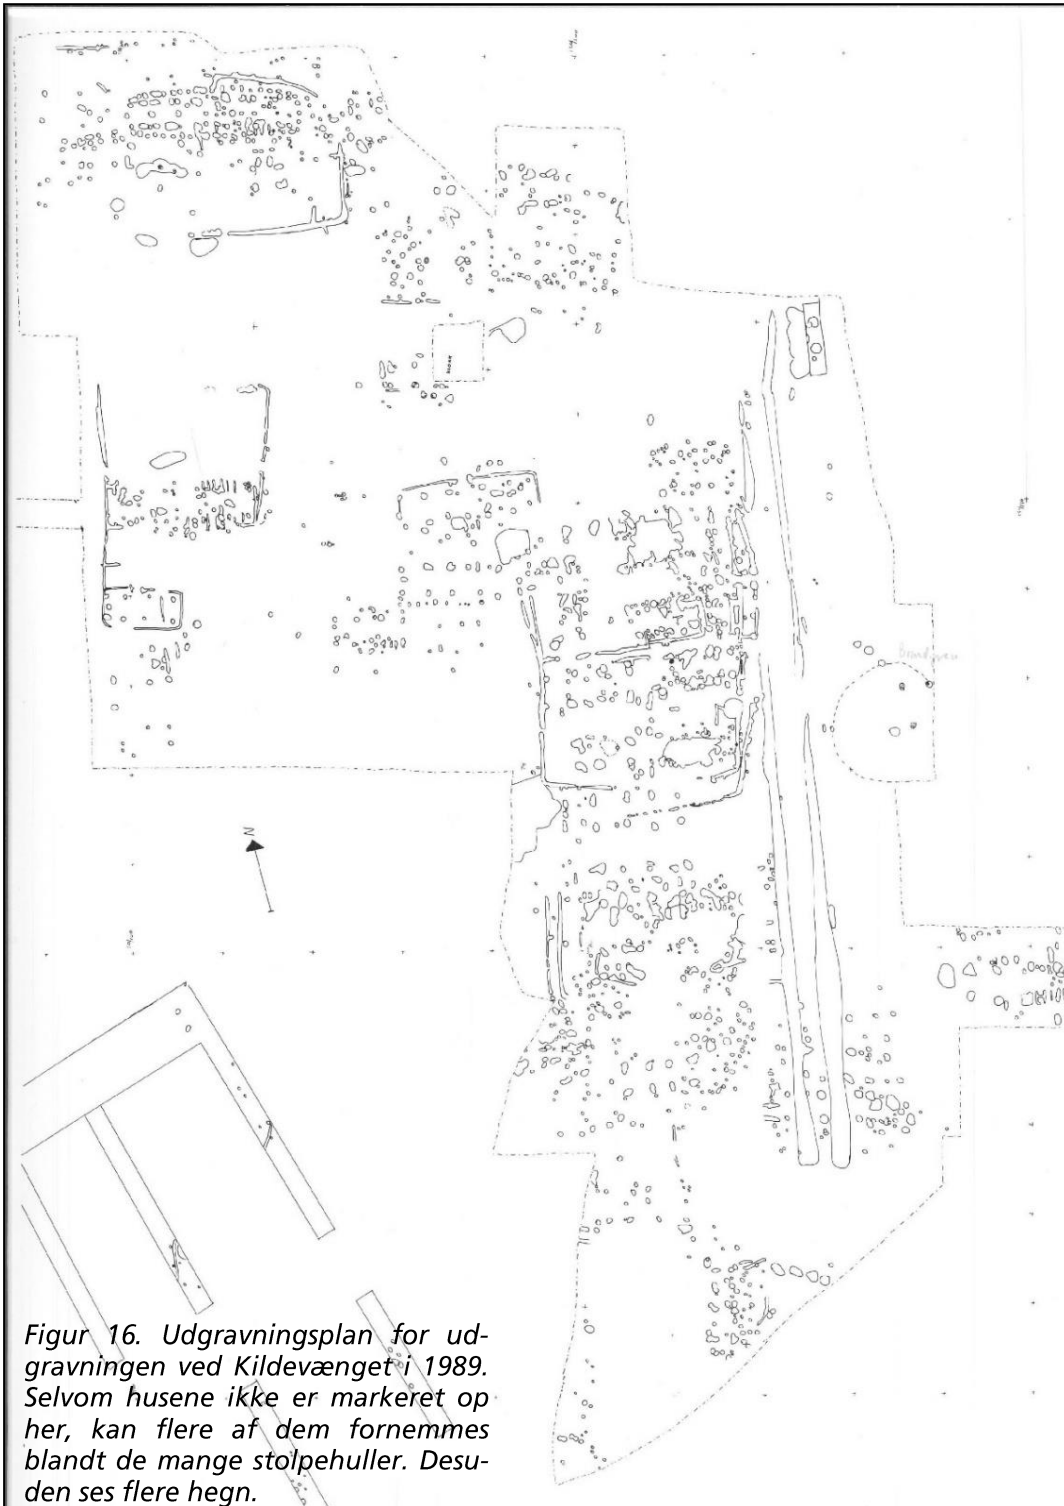 Brandgrav
N
Figur 16. Udgravningsplan for ud-
gravningen ved Kildevænget i 1989.
Selvom husene ikke er markeret op
her, kan flere af dem fornemmes
blandt de mange stolpehuller. Desu-
den ses flere hegn.